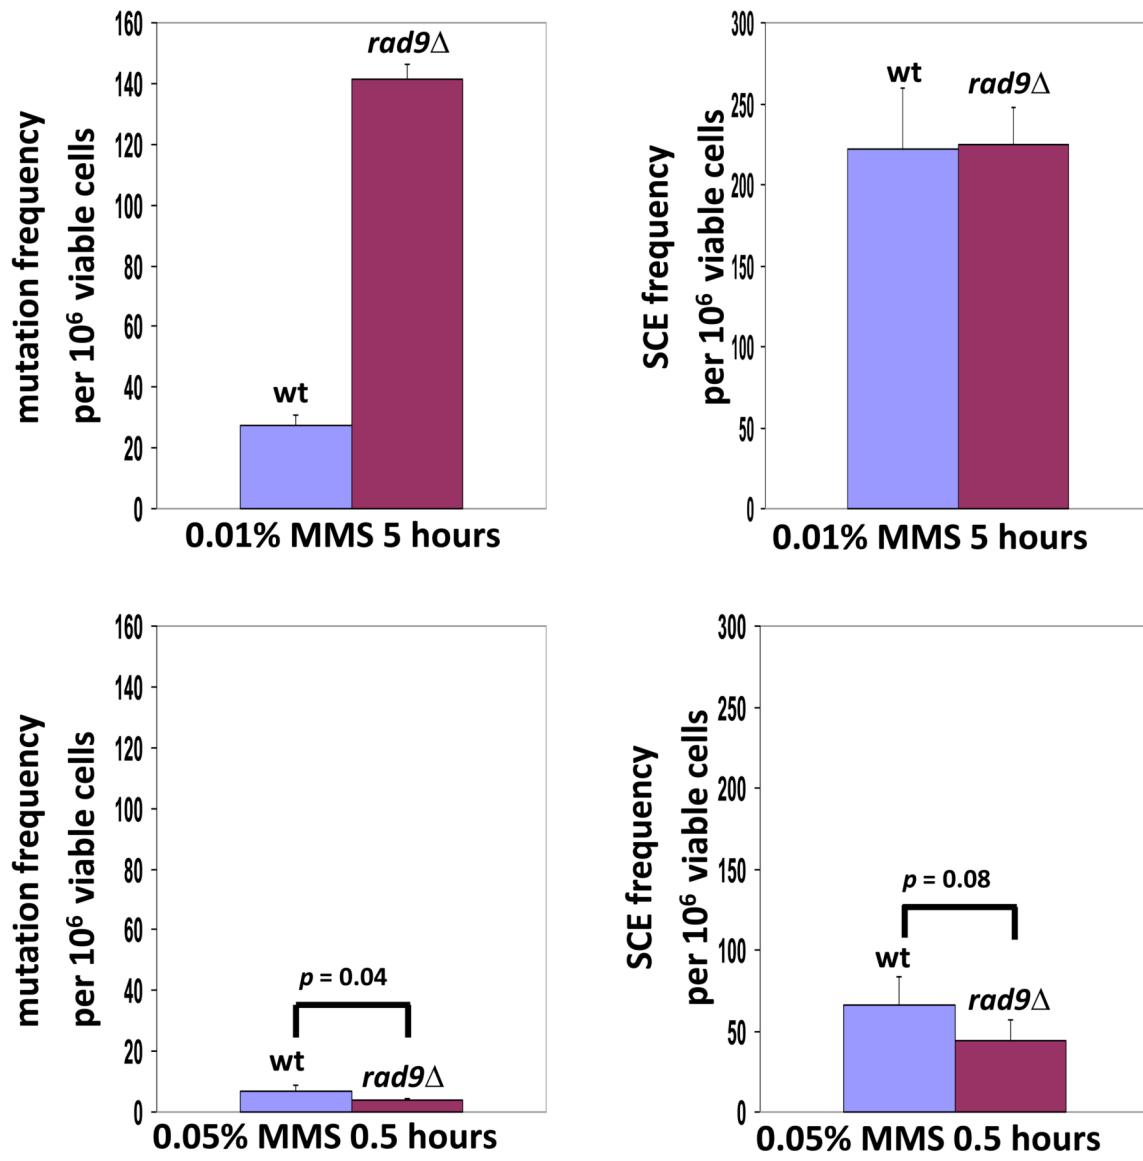 mutation frequency
per 10⁶ viable cells
160
140
120
100
80
60
40
20
0
wt
rad9Δ
0.01% MMS 5 hours
SCE frequency
per 10⁶ viable cells
300
250
200
150
100
50
0
wt
rad9Δ
0.01% MMS 5 hours
mutation frequency
per 10⁶ viable cells
160
140
120
100
80
60
40
20
0
p = 0.04
wt
rad9Δ
0.05% MMS 0.5 hours
SCE frequency
per 10⁶ viable cells
300
250
200
150
100
50
0
p = 0.08
wt
rad9Δ
0.05% MMS 0.5 hours